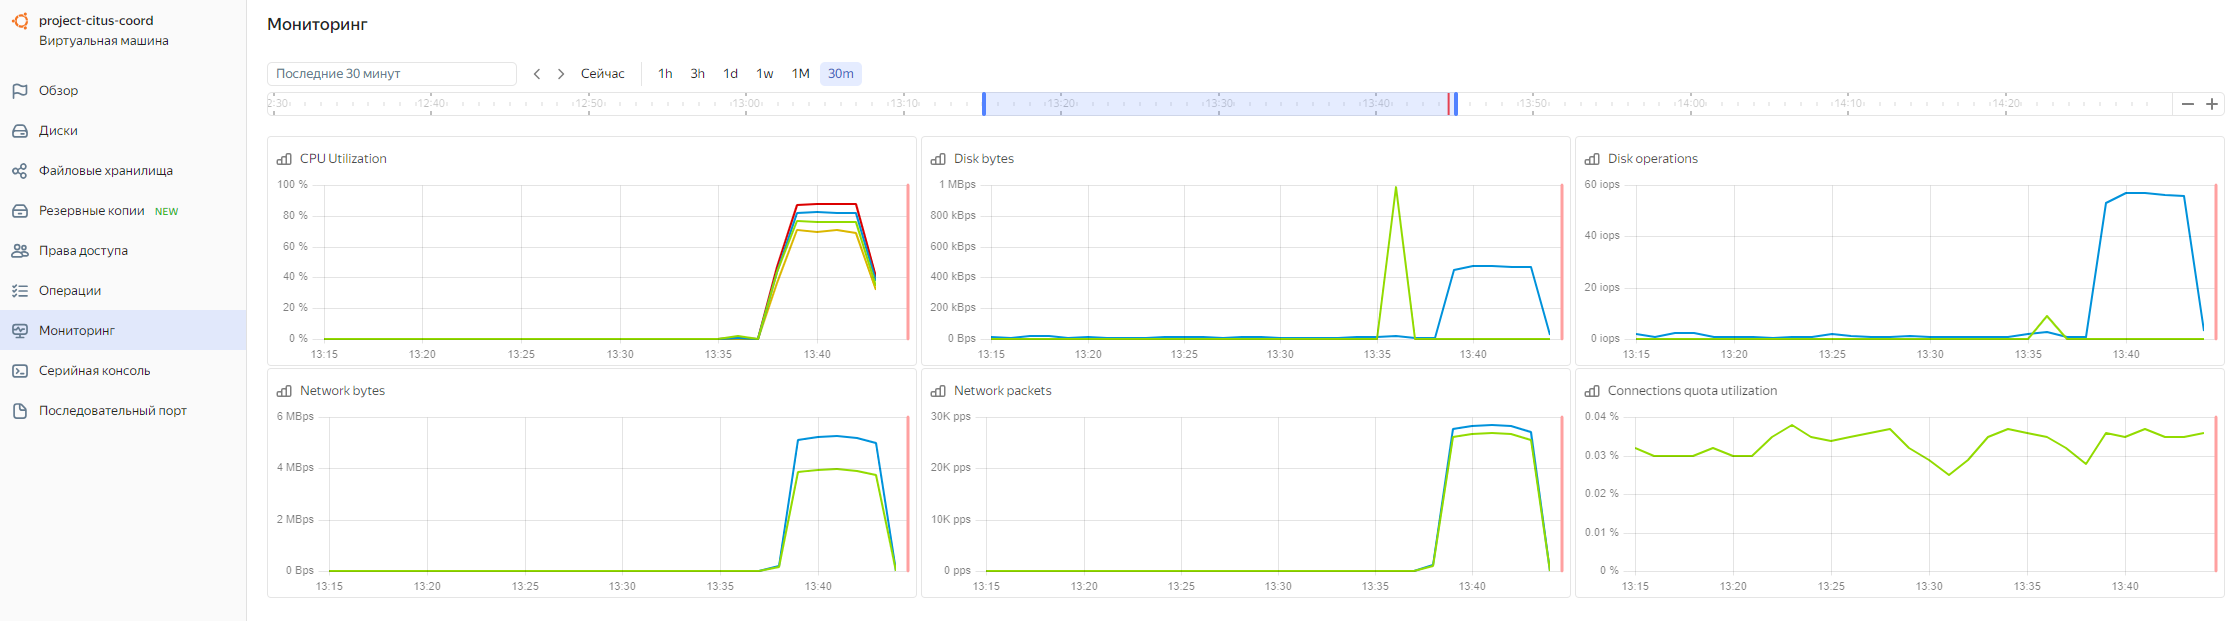 project-citus-coord
Виртуальная машина
Обзор
Диски
Файловые хранилища
Резервные копии NEW
Права доступа
Операции
Мониторинг
Серийная консоль
Последовательный порт
Мониторинг
Последние 30 минут
Сейчас 1h 3h 1d 1w 1M 30m
2:30 12:40 12:50 13:00 13:10 13:20 13:30 13:40 13:50 14:00 14:10 14:20
CPU Utilization
100 %
80 %
60 %
40 %
20 %
0 %
13:15 13:20 13:25 13:30 13:35 13:40
Disk bytes
1 MBps
800 kBps
600 kBps
400 kBps
200 kBps
0 Bps
13:15 13:20 13:25 13:30 13:35 13:40
Disk operations
60 iops
40 iops
20 iops
0 iops
13:15 13:20 13:25 13:30 13:35 13:40
Network bytes
6 MBps
4 MBps
2 MBps
0 Bps
13:15 13:20 13:25 13:30 13:35 13:40
Network packets
30K pps
20K pps
10K pps
0 pps
13:15 13:20 13:25 13:30 13:35 13:40
Connections quota utilization
0.04 %
0.03 %
0.02 %
0.01 %
0 %
13:15 13:20 13:25 13:30 13:35 13:40